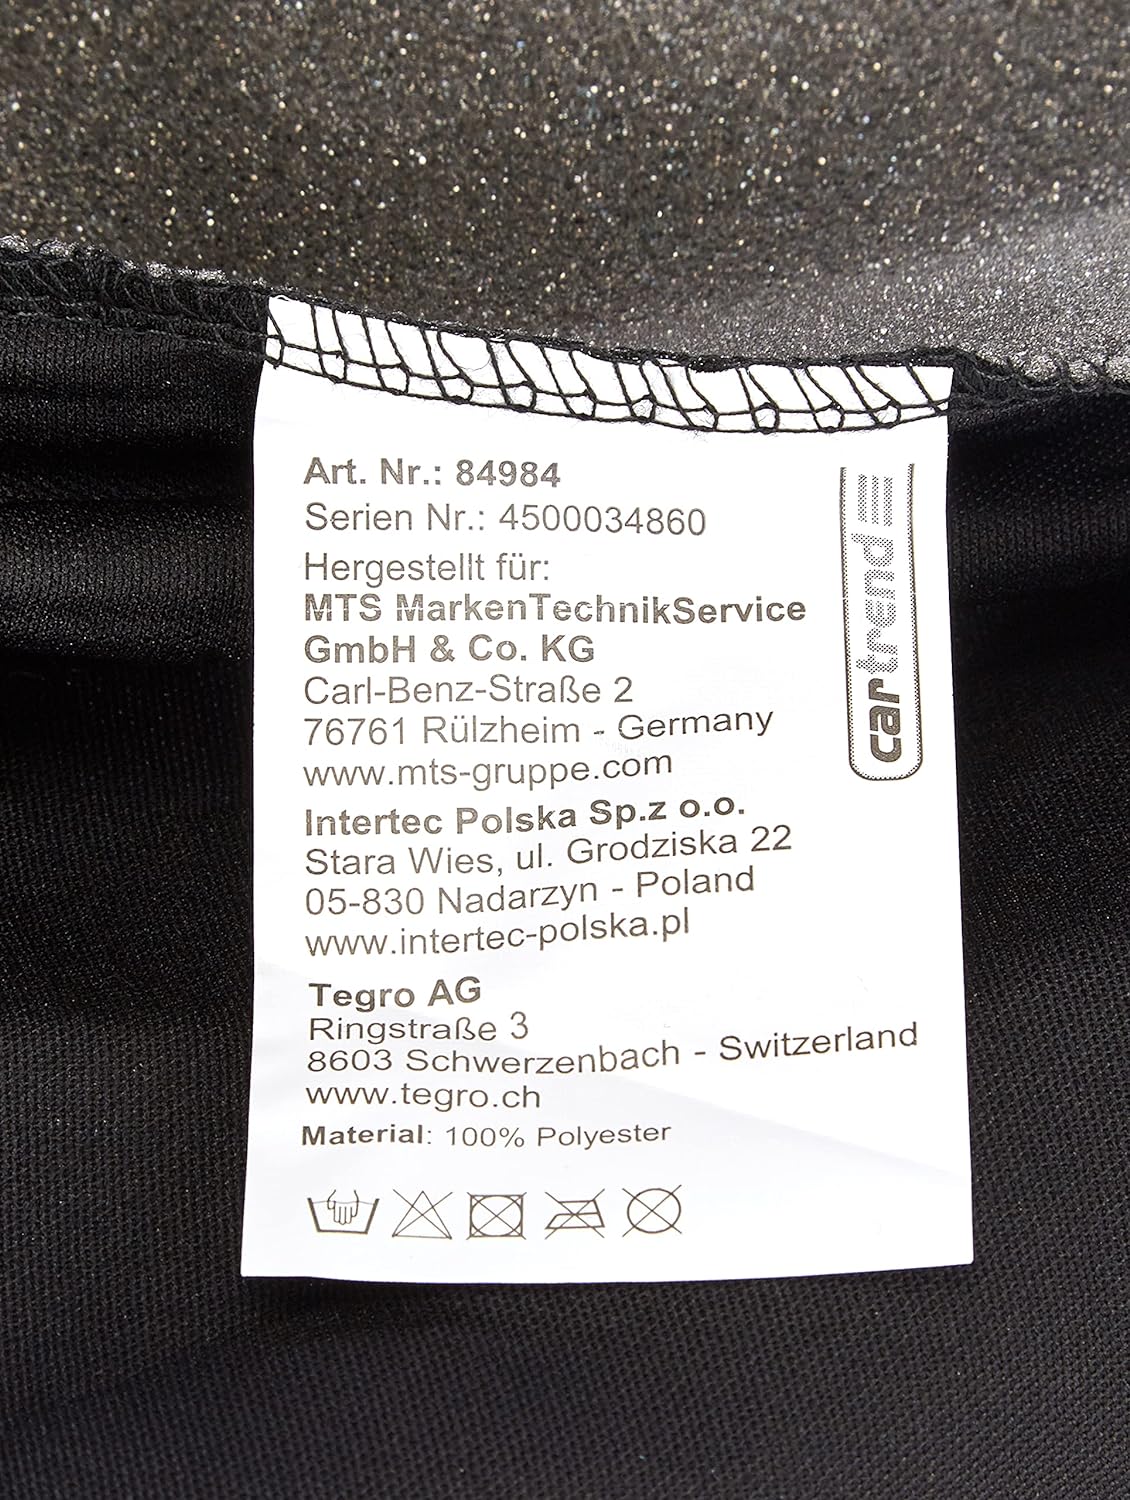 Art. Nr.: 84984
Serien Nr.: 4500034860
Hergestellt für:
MTS MarkenTechnikService
GmbH & Co. KG
Carl-Benz-Straße 2
76761 Rülzheim - Germany
www.mts-gruppe.com
Intertec Polska Sp.z o.o.
Stara Wies, ul. Grodziska 22
05-830 Nadarzyn - Poland
www.intertec-polska.pl
Tegro AG
Ringstraße 3
8603 Schwerzenbach - Switzerland
www.tegro.ch
Material: 100% Polyester
cartrend